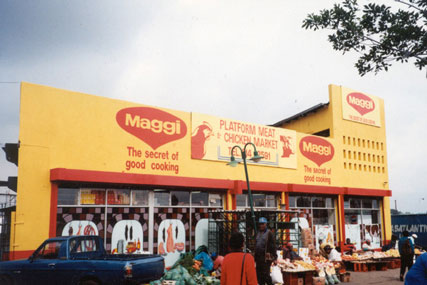 Maggi
The secret of
good cooking
PLATFORM MEAT
CHICKEN MARKET
Maggi
The secret of
good cooking
Maggi